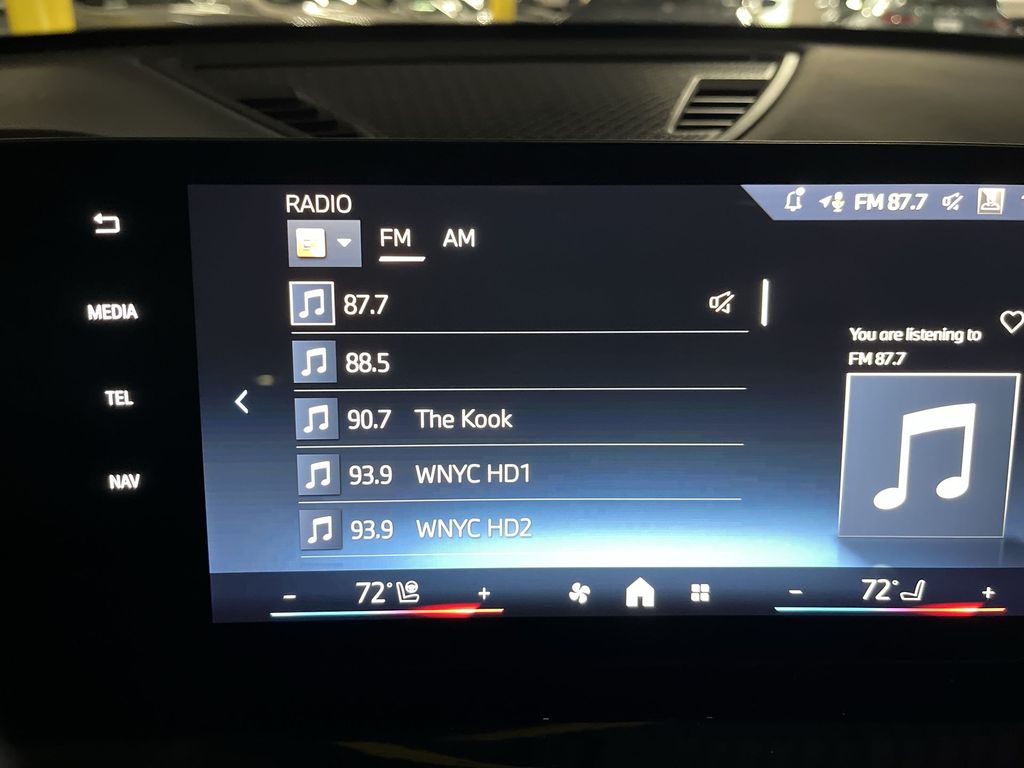 RADIO
FM 87.7
FM AM
87.7
MEDIA
You are listening to
FM 87.7
88.5
TEL
90.7 The Kook
93.9 WNYC HD1
NAV
93.9 WNYC HD2
- 72° + - 72° +